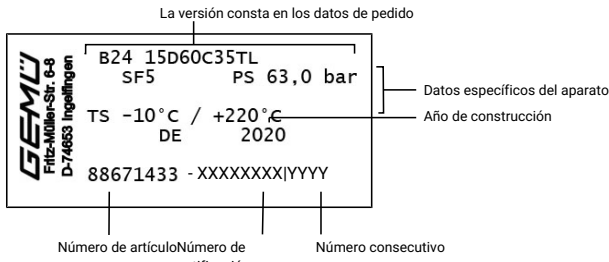 La versión consta en los datos de pedido
GEMÜ
Fritz-Müller-Str. 6-8
D-74653 Ingelfingen
B24 15D60C35TL
SF5 PS 63,0 bar
TS -10°C / +220°C
DE 2020
88671433 -XXXXXXXX|YYYY
Datos específicos del aparato
Año de construcción
Número de artículo
Número de
Número consecutivo